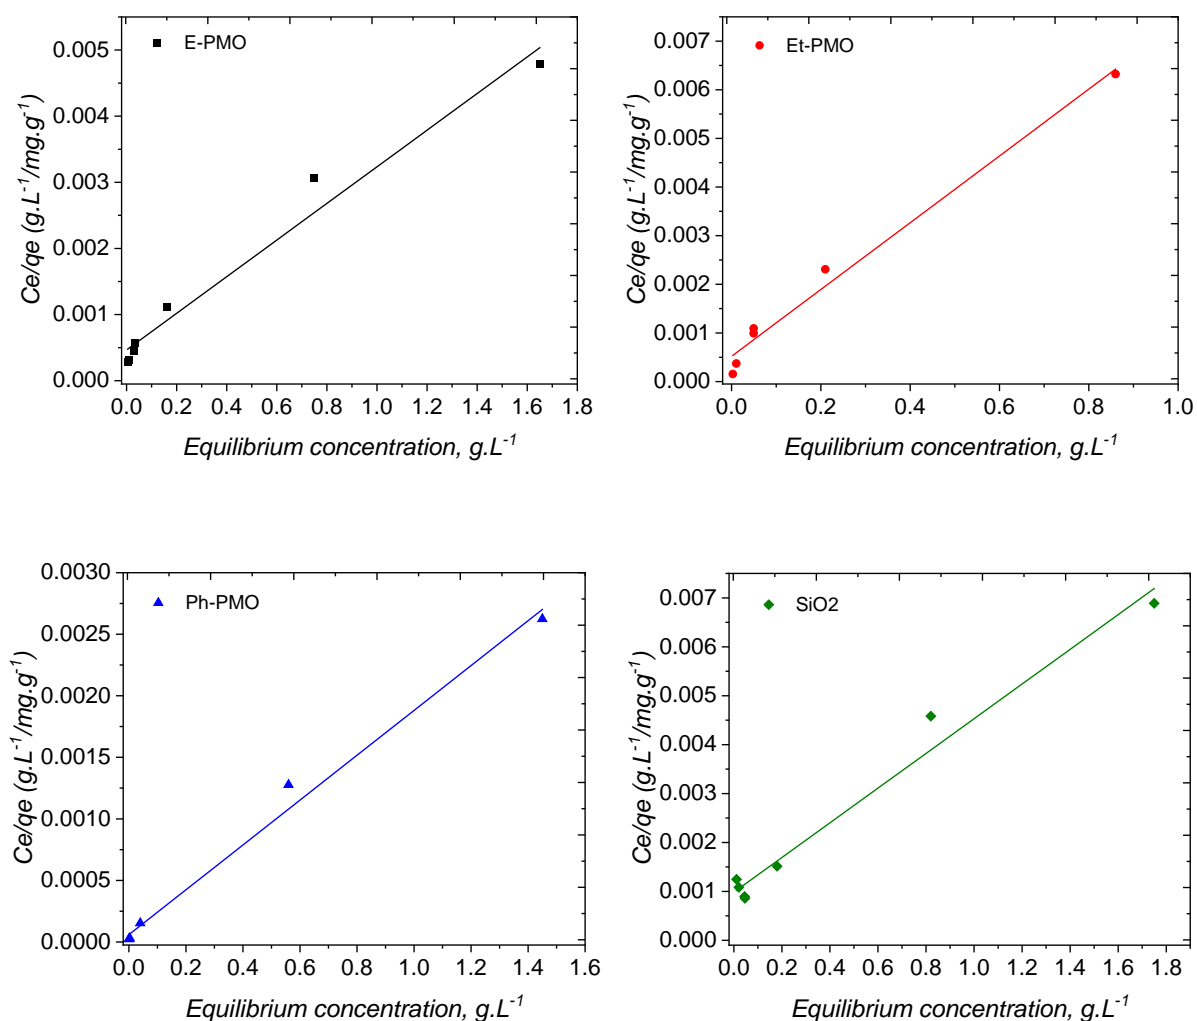 E-PMO
0.005
0.004
0.003
0.002
0.001
0.000
Ce/qe (g.L-1/mg.g-1)
0.0 0.2 0.4 0.6 0.8 1.0 1.2 1.4 1.6 1.8
Equilibrium concentration, g.L-1
Et-PMO
0.007
0.006
0.005
0.004
0.003
0.002
0.001
0.000
Ce/qe (g.L-1/mg.g-1)
0.0 0.2 0.4 0.6 0.8 1.0
Equilibrium concentration, g.L-1
Ph-PMO
0.0030
0.0025
0.0020
0.0015
0.0010
0.0005
0.0000
Ce/qe (g.L-1/mg.g-1)
0.0 0.2 0.4 0.6 0.8 1.0 1.2 1.4 1.6
Equilibrium concentration, g.L-1
SiO2
0.007
0.006
0.005
0.004
0.003
0.002
0.001
0.000
Ce/qe (g.L-1/mg.g-1)
0.0 0.2 0.4 0.6 0.8 1.0 1.2 1.4 1.6 1.8
Equilibrium concentration, g.L-1